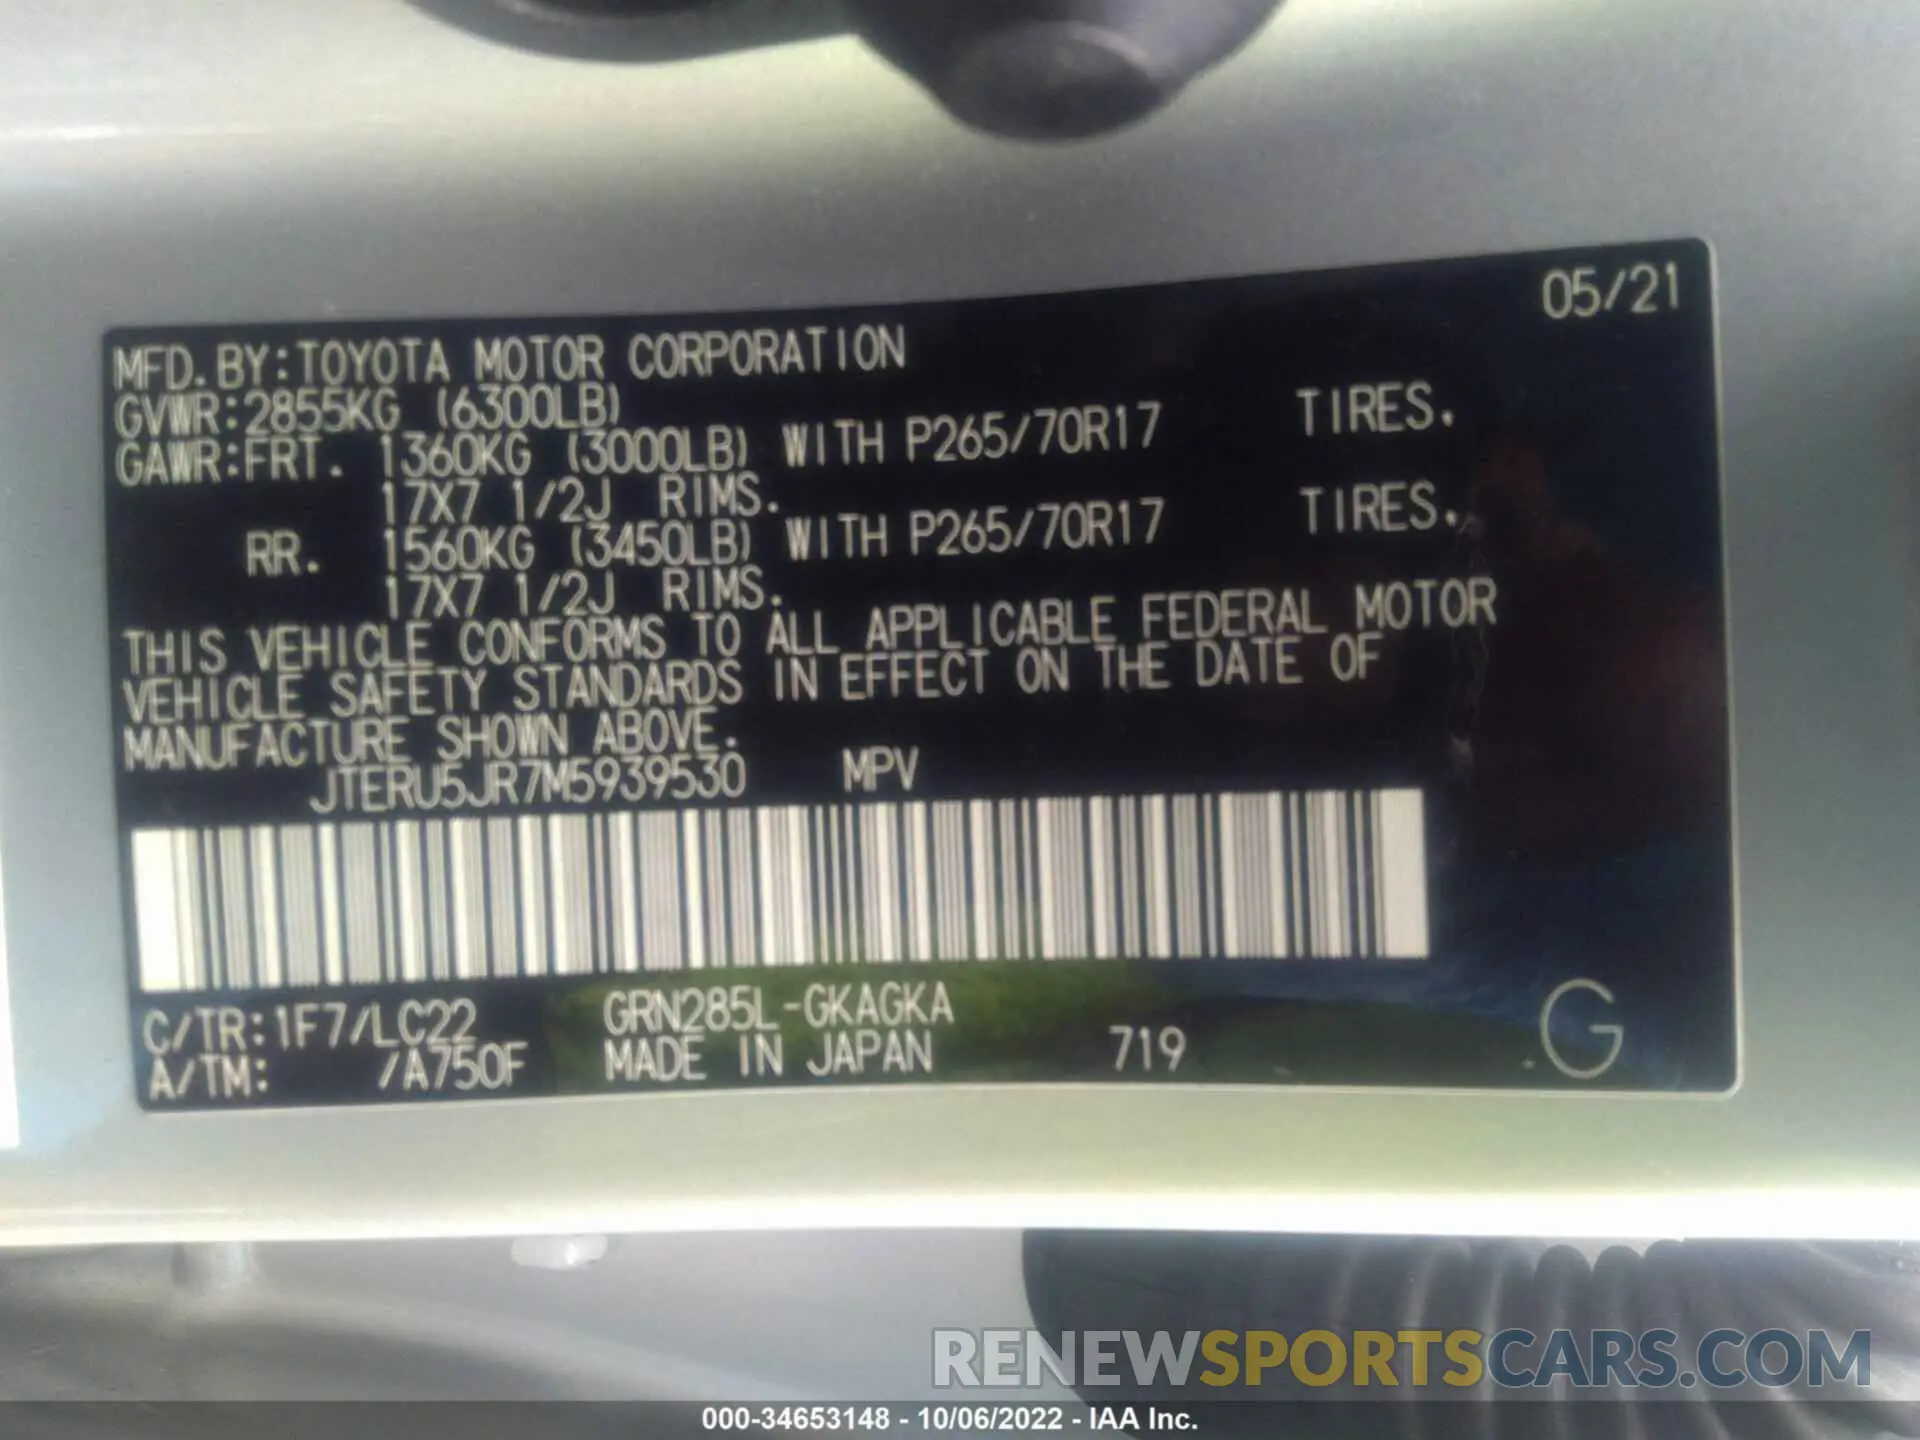 05/21
MFD.BY:TOYOTA MOTOR CORPORATION
GVWR:2855KG (6300LB)
GAWR:FRT. 1360KG (3000LB) WITH P265/70R17 TIRES.
17X7 1/2J RIMS.
RR. 1560KG (3450LB) WITH P265/70R17 TIRES.
17X7 1/2J RIMS.
THIS VEHICLE CONFORMS TO ALL APPLICABLE FEDERAL MOTOR
VEHICLE SAFETY STANDARDS IN EFFECT ON THE DATE OF
MANUFACTURE SHOWN ABOVE.
JTERU5JR7M5939530 MPV
C/TR:1F7/LC22 GRN285L-GKAGKA
A/TM: /A750F MADE IN JAPAN 719 .G
RENEWSPORTSCARS.COM
000-34653148 - 10/06/2022 - IAA Inc.